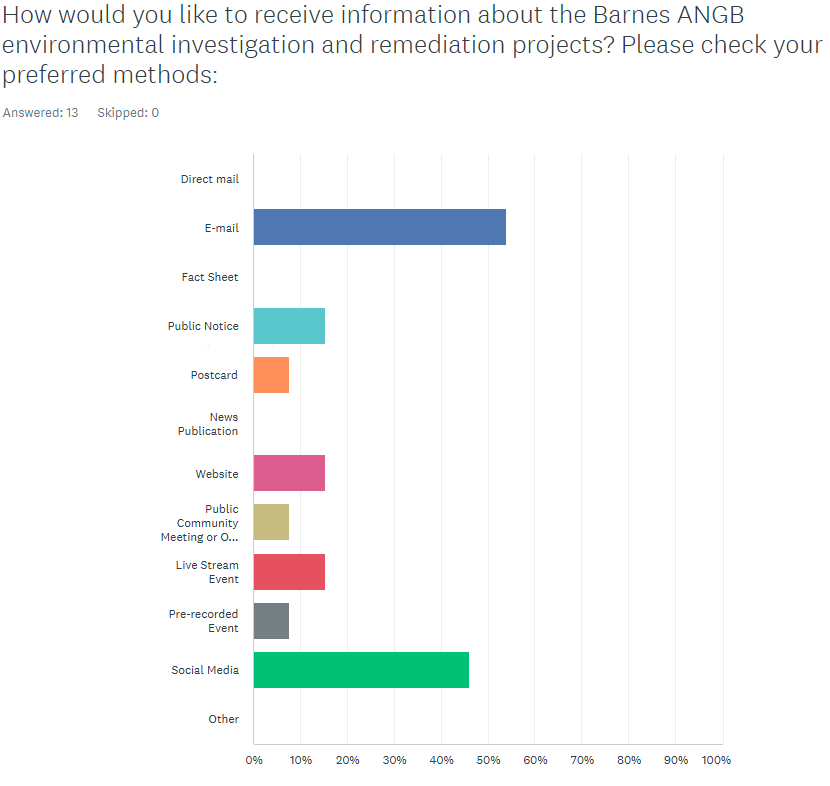 How would you like to receive information about the Barnes ANGB
environmental investigation and remediation projects? Please check your
preferred methods:
Answered: 13 Skipped: 0
Direct mail
E-mail
Fact Sheet
Public Notice
Postcard
News
Publication
Website
Public
Community
Meeting or O...
Live Stream
Event
Pre-recorded
Event
Social Media
Other
0% 10% 20% 30% 40% 50% 60% 70% 80% 90% 100%